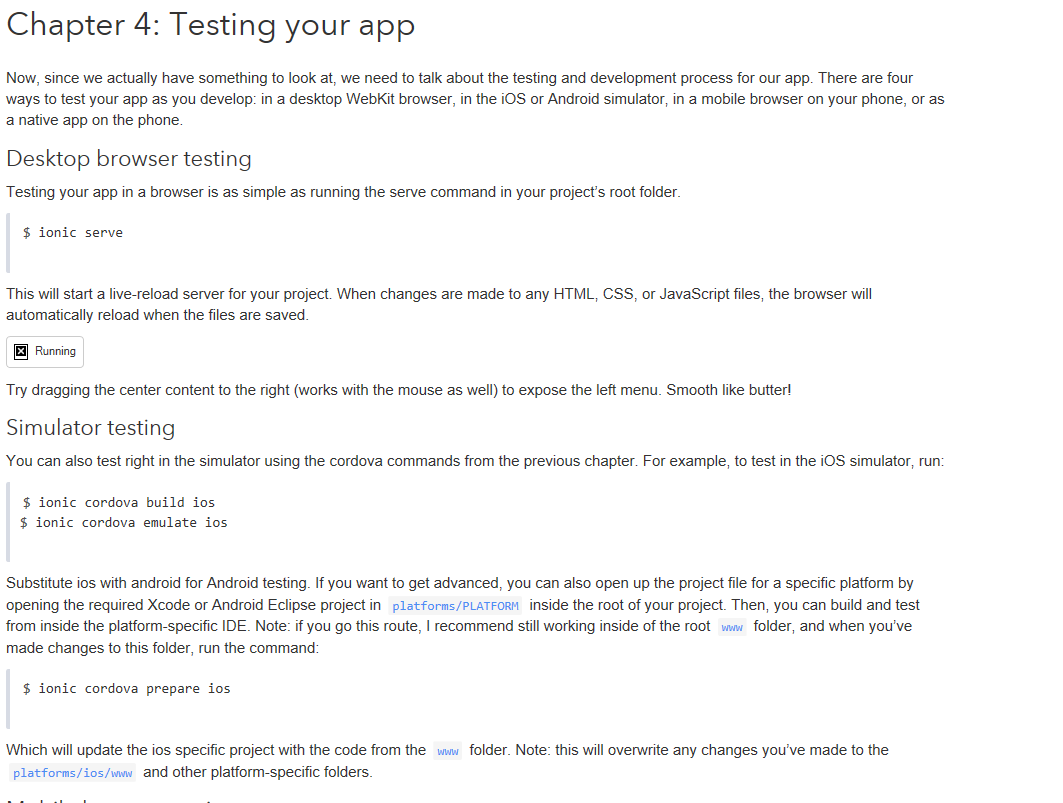 Chapter 4: Testing your app
Now, since we actually have something to look at, we need to talk about the testing and development process for our app. There are four
ways to test your app as you develop: in a desktop WebKit browser, in the iOS or Android simulator, in a mobile browser on your phone, or as
a native app on the phone.
Desktop browser testing
Testing your app in a browser is as simple as running the serve command in your project's root folder.
$ ionic serve
This will start a live-reload server for your project. When changes are made to any HTML, CSS, or JavaScript files, the browser will
automatically reload when the files are saved.
Running
Try dragging the center content to the right (works with the mouse as well) to expose the left menu. Smooth like butter!
Simulator testing
You can also test right in the simulator using the cordova commands from the previous chapter. For example, to test in the iOS simulator, run:
$ ionic cordova build ios
$ ionic cordova emulate ios
Substitute ios with android for Android testing. If you want to get advanced, you can also open up the project file for a specific platform by
opening the required Xcode or Android Eclipse project in platforms/PLATFORM inside the root of your project. Then, you can build and test
from inside the platform-specific IDE. Note: if you go this route, I recommend still working inside of the root www folder, and when you've
made changes to this folder, run the command:
$ ionic cordova prepare ios
Which will update the ios specific project with the code from the www folder. Note: this will overwrite any changes you've made to the
platforms/ios/www and other platform-specific folders.